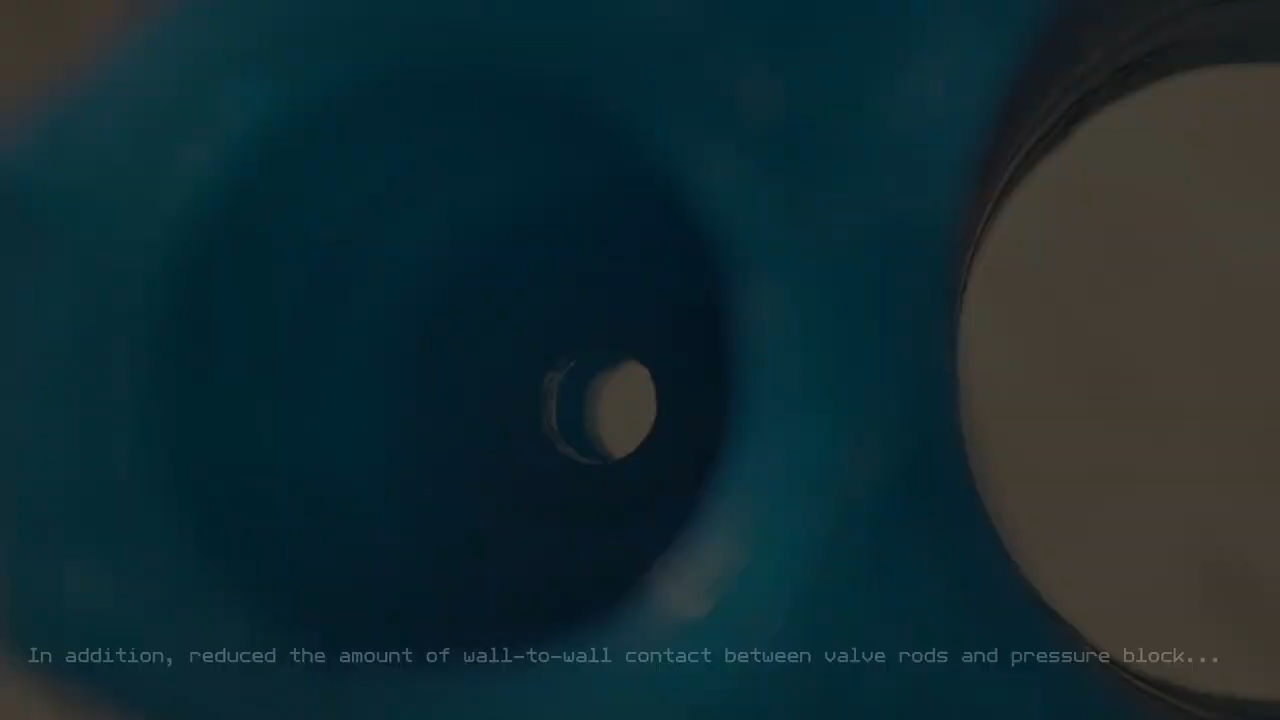 In addition, reduced the amount of wall-to-wall contact between valve rods and pressure block...